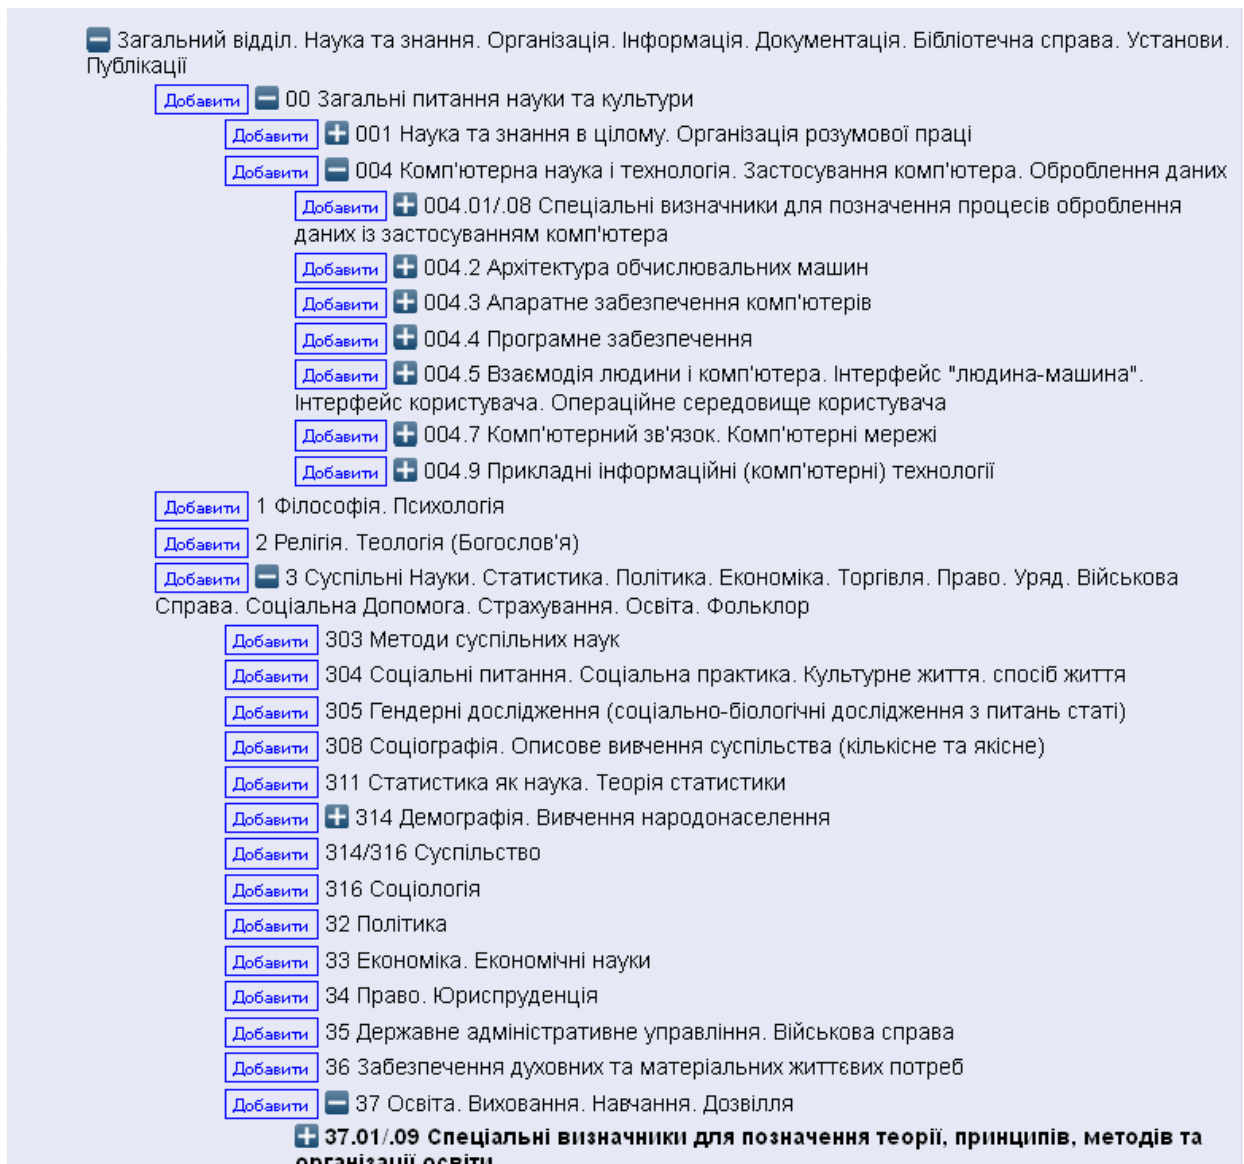 Загальний відділ. Наука та знання. Організація. Інформація. Документація. Бібліотечна справа. Установи.
Публікації
Добавити 00 Загальні питання науки та культури
Добавити 001 Наука та знання в цілому. Організація розумової праці
Добавити 004 Комп'ютерна наука і технологія. Застосування комп'ютера. Оброблення даних
Добавити 004.01/.08 Спеціальні визначники для позначення процесів оброблення
даних із застосуванням комп'ютера
Добавити 004.2 Архітектура обчислювальних машин
Добавити 004.3 Апаратне забезпечення комп'ютерів
Добавити 004.4 Програмне забезпечення
Добавити 004.5 Взаємодія людини і комп'ютера. Інтерфейс "людина-машина".
Інтерфейс користувача. Операційне середовище користувача
Добавити 004.7 Комп'ютерний зв'язок. Комп'ютерні мережі
Добавити 004.9 Прикладні інформаційні (комп'ютерні) технології
Добавити 1 Філософія. Психологія
Добавити 2 Релігія. Теологія (Богослов'я)
Добавити 3 Суспільні Науки. Статистика. Політика. Економіка. Торгівля. Право. Уряд. Військова
Справа. Соціальна Допомога. Страхування. Освіта. Фольклор
Добавити 303 Методи суспільних наук
Добавити 304 Соціальні питання. Соціальна практика. Культурне життя. спосіб життя
Добавити 305 Гендерні дослідження (соціально-біологічні дослідження з питань статі)
Добавити 308 Соціографія. Описове вивчення суспільства (кількісне та якісне)
Добавити 311 Статистика як наука. Теорія статистики
Добавити 314 Демографія. Вивчення народонаселення
Добавити 314/316 Суспільство
Добавити 316 Соціологія
Добавити 32 Політика
Добавити 33 Економіка. Економічні науки
Добавити 34 Право. Юриспруденція
Добавити 35 Державне адміністративне управління. Військова справа
Добавити 36 Забезпечення духовних та матеріальних життєвих потреб
Добавити 37 Освіта. Виховання. Навчання. Дозвілля
37.01/.09 Спеціальні визначники для позначення теорії, принципів, методів та
організації освіти